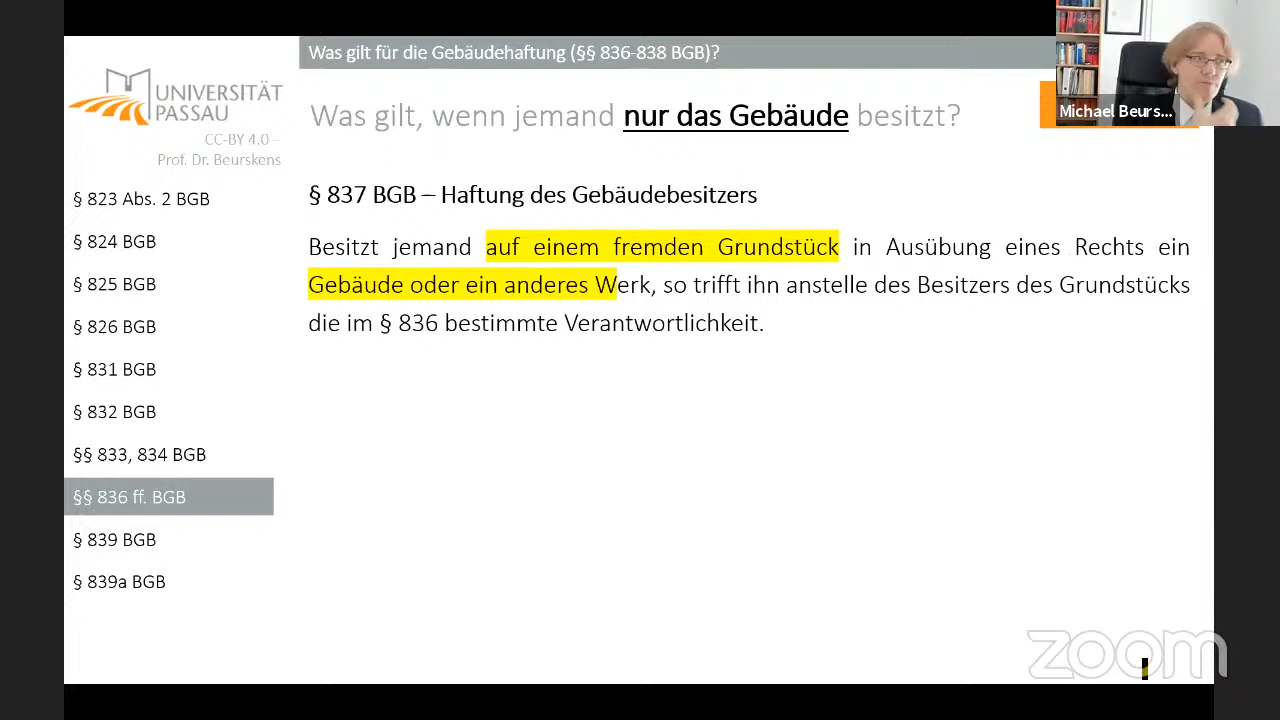 Was gilt für die Gebäudehaftung (§§ 836-838 BGB)?
UNIVERSITÄT
PASSAU
CC-BY 4.0 –
Prof. Dr. Beurskens
Was gilt, wenn jemand nur das Gebäude besitzt?
Michael Beurs...
§ 823 Abs. 2 BGB
§ 824 BGB
§ 825 BGB
§ 826 BGB
§ 831 BGB
§ 832 BGB
§§ 833, 834 BGB
§§ 836 ff. BGB
§ 839 BGB
§ 839a BGB
§ 837 BGB – Haftung des Gebäudebesitzers
Besitzt jemand auf einem fremden Grundstück in Ausübung eines Rechts ein
Gebäude oder ein anderes Werk, so trifft ihn anstelle des Besitzers des Grundstücks
die im § 836 bestimmte Verantwortlichkeit.
zoom